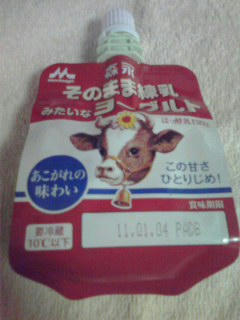 森永
そのまま練乳
みたいな ヨーグルト
あこがれの
味わい
この甘さ
ひとりじめ!
要冷蔵
10℃以下
賞味期限
11.01.04 PADB